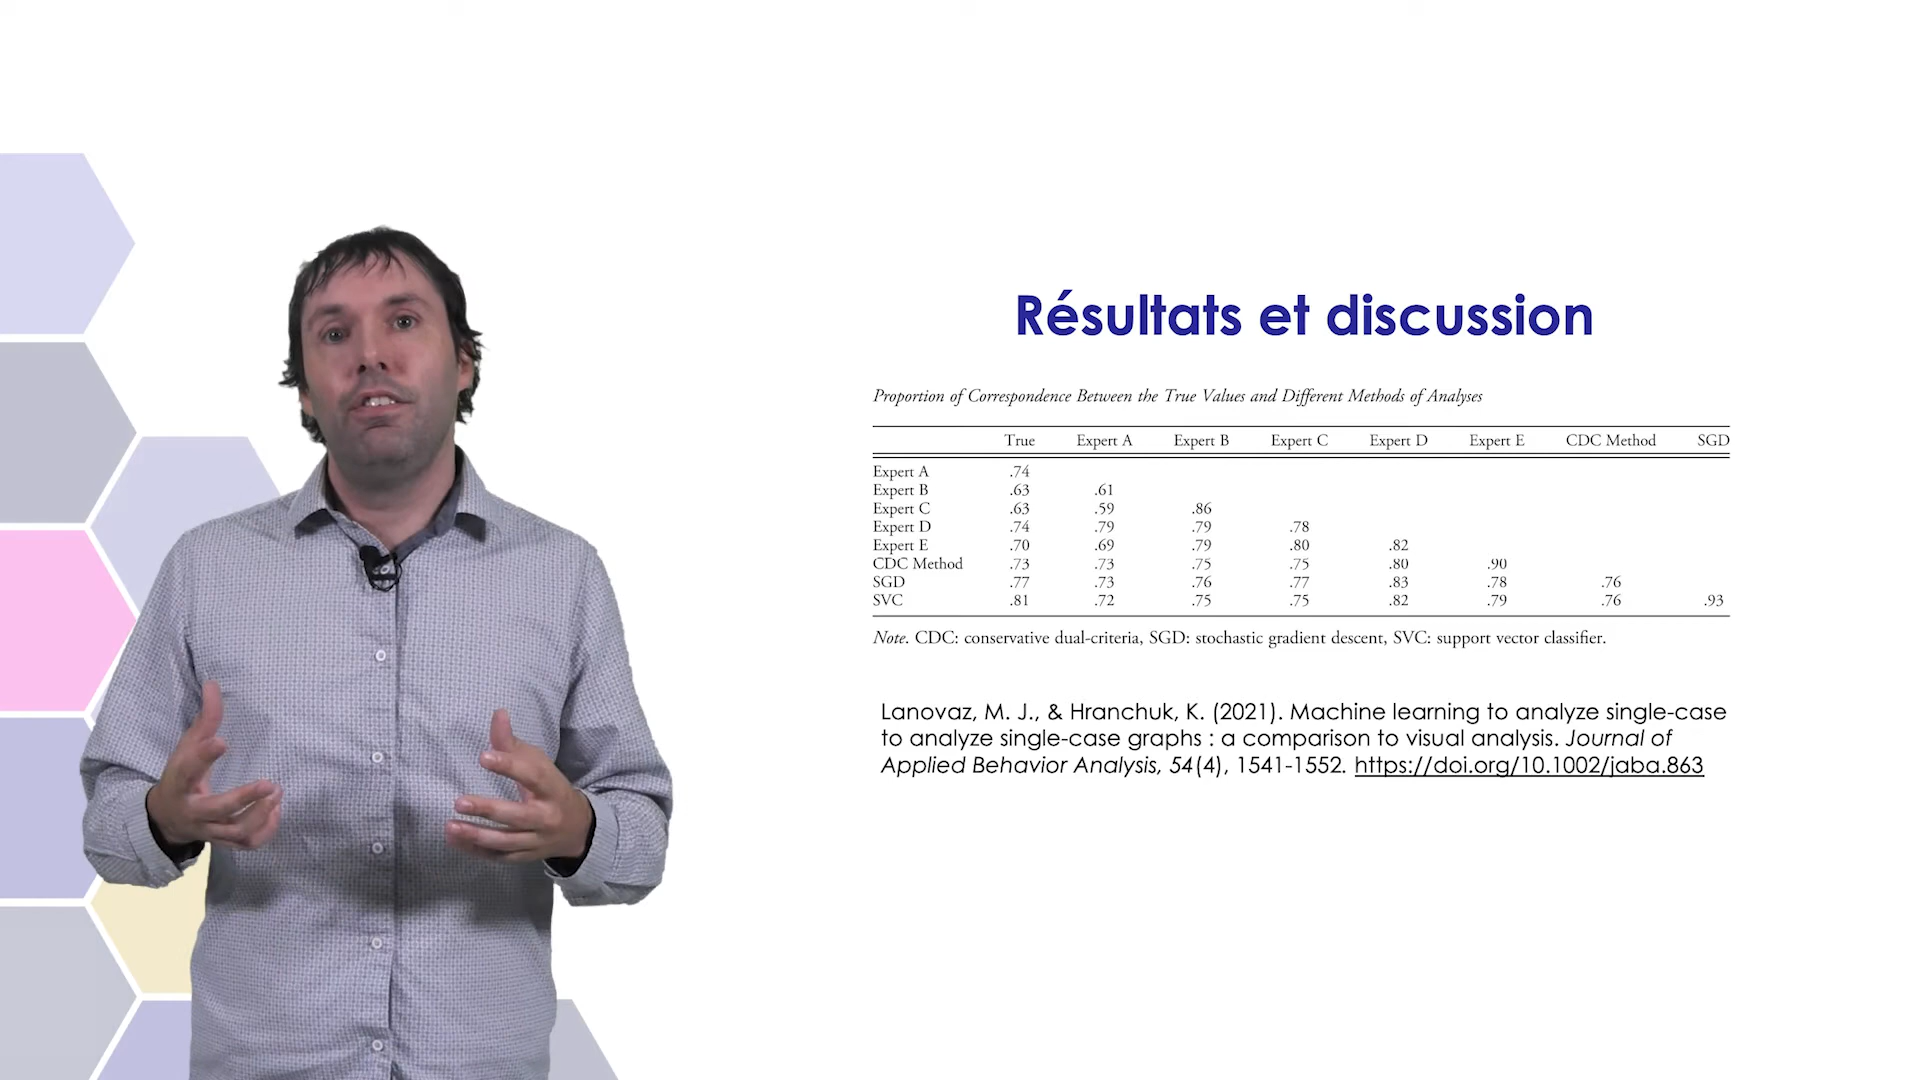 Résultats et discussion
Proportion of Correspondence Between the True Values and Different Methods of Analyses
True Expert A Expert B Expert C Expert D Expert E CDC Method SGD
Expert A .74
Expert B .63 .61
Expert C .63 .59 .86
Expert D .74 .79 .79 .78
Expert E .70 .69 .79 .80 .82
CDC Method .73 .73 .75 .75 .80 .90
SGD .77 .73 .76 .77 .83 .78 .76
SVC .81 .72 .75 .75 .82 .79 .76 .93
Note. CDC: conservative dual-criteria, SGD: stochastic gradient descent, SVC: support vector classifier.
Lanovaz, M. J., & Hranchuk, K. (2021). Machine learning to analyze single-case
to analyze single-case graphs : a comparison to visual analysis. Journal of
Applied Behavior Analysis, 54(4), 1541-1552. https://doi.org/10.1002/jaba.863